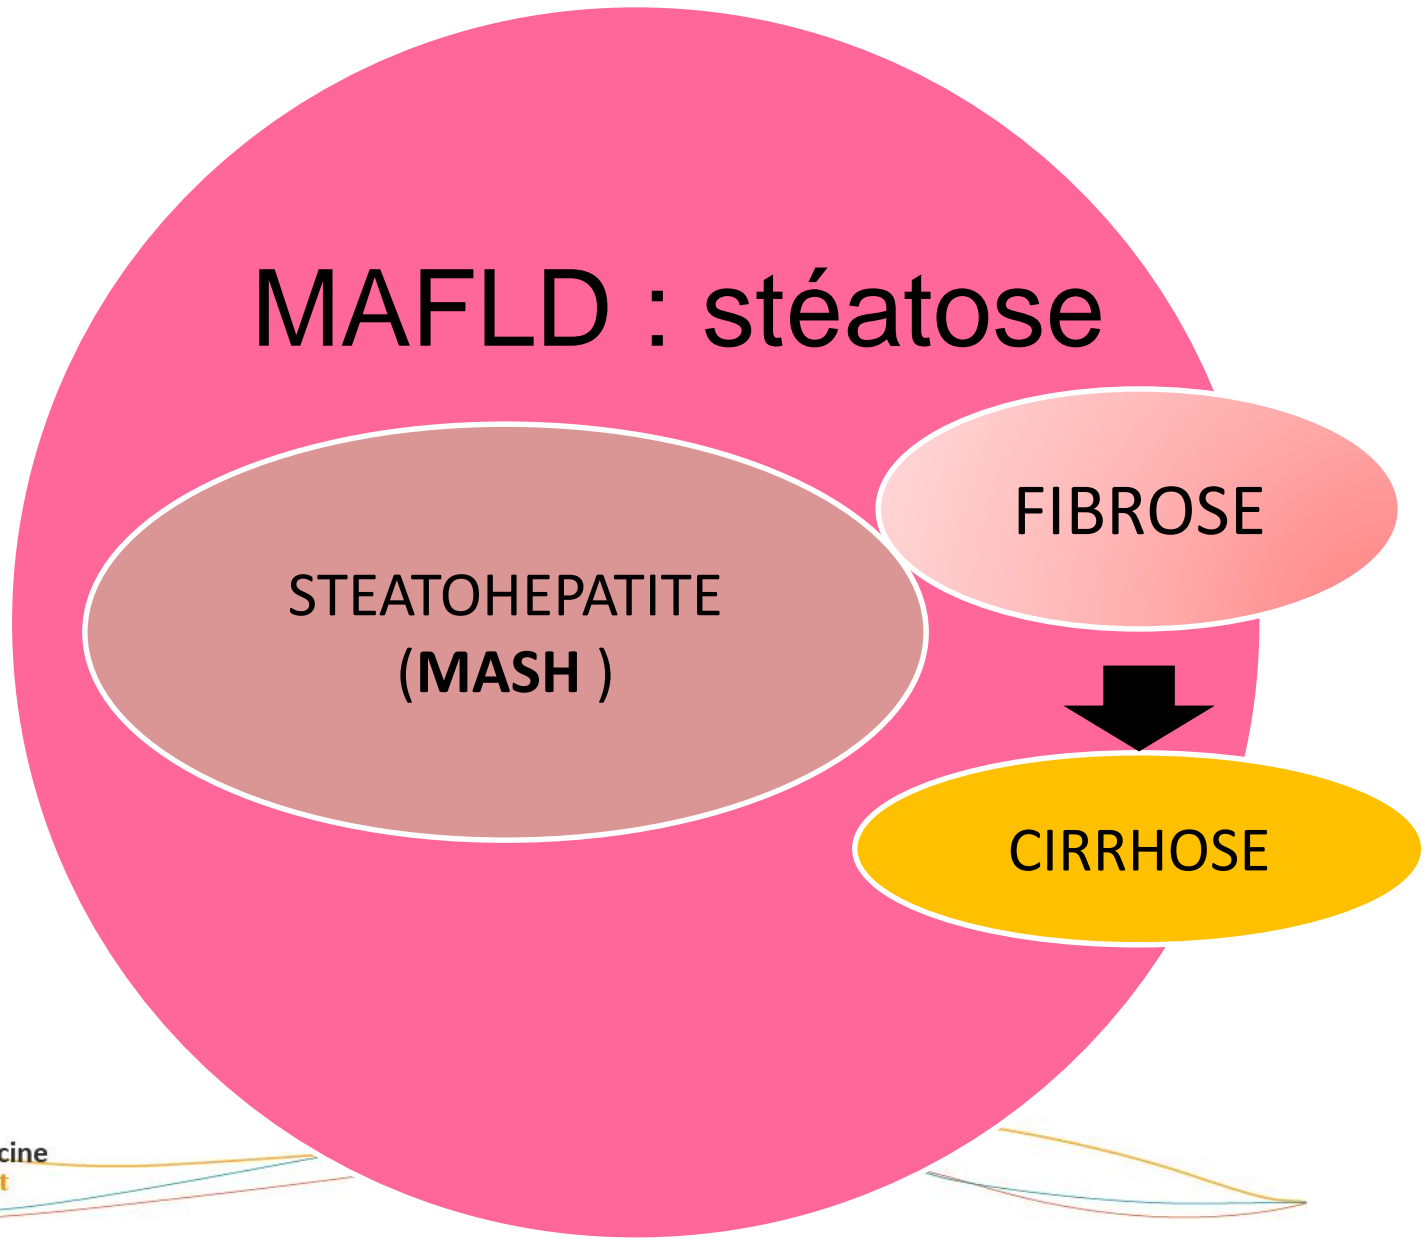 MAFLD : stéatose
FIBROSE
STEATOHEPATITE
(MASH )
CIRRHOSE
cine
t